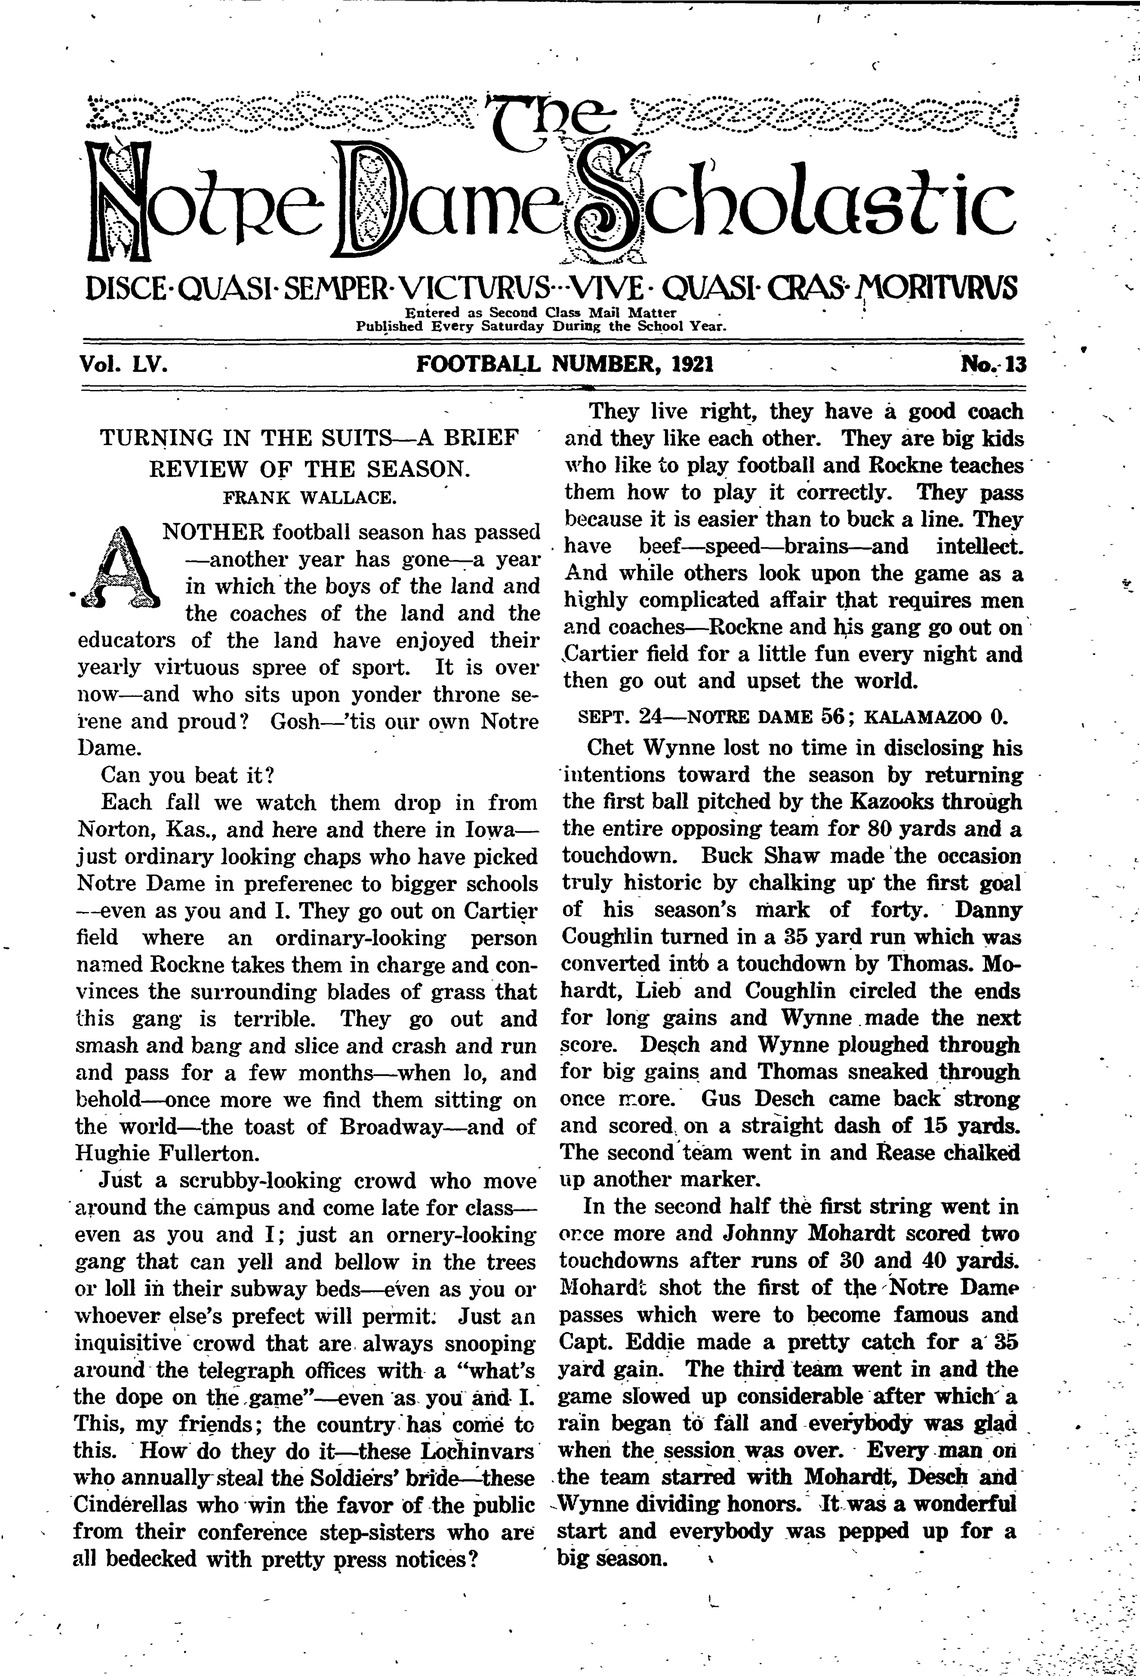 The
Notre Dame Scholastic
DISCE·QUASI·SEMPER·VICTVRVS···VIVE·QUASI·CRAS·MORITVRVS
Entered as Second Class Mail Matter
Published Every Saturday During the School Year.
Vol. LV. FOOTBALL NUMBER, 1921 No. 13
TURNING IN THE SUITS—A BRIEF
REVIEW OF THE SEASON.
FRANK WALLACE.
ANOTHER football season has passed
—another year has gone—a year
in which the boys of the land and
the coaches of the land and the
educators of the land have enjoyed their
yearly virtuous spree of sport. It is over
now—and who sits upon yonder throne se-
rene and proud? Gosh—'tis our own Notre
Dame.
Can you beat it?
Each fall we watch them drop in from
Norton, Kas., and here and there in Iowa—
just ordinary looking chaps who have picked
Notre Dame in preferenec to bigger schools
—even as you and I. They go out on Cartier
field where an ordinary-looking person
named Rockne takes them in charge and con-
vinces the surrounding blades of grass that
this gang is terrible. They go out and
smash and bang and slice and crash and run
and pass for a few months—when lo, and
behold—once more we find them sitting on
the world—the toast of Broadway—and of
Hughie Fullerton.
Just a scrubby-looking crowd who move
around the campus and come late for class—
even as you and I; just an ornery-looking
gang that can yell and bellow in the trees
or loll in their subway beds—even as you or
whoever else's prefect will permit. Just an
inquisitive crowd that are always snooping
around the telegraph offices with a "what's
the dope on the game"—even as you and I.
This, my friends; the country has come to
this. How do they do it—these Lochinvars
who annually steal the Soldiers' bride—these
Cinderellas who win the favor of the public
from their conference step-sisters who are
all bedecked with pretty press notices?
They live right, they have a good coach
and they like each other. They are big kids
who like to play football and Rockne teaches
them how to play it correctly. They pass
because it is easier than to buck a line. They
have beef—speed—brains—and intellect.
And while others look upon the game as a
highly complicated affair that requires men
and coaches—Rockne and his gang go out on
Cartier field for a little fun every night and
then go out and upset the world.
SEPT. 24—NOTRE DAME 56; KALAMAZOO 0.
Chet Wynne lost no time in disclosing his
intentions toward the season by returning
the first ball pitched by the Kazooks through
the entire opposing team for 80 yards and a
touchdown. Buck Shaw made the occasion
truly historic by chalking up the first goal
of his season's mark of forty. Danny
Coughlin turned in a 35 yard run which was
converted into a touchdown by Thomas. Mo-
hardt, Lieb and Coughlin circled the ends
for long gains and Wynne made the next
score. Desch and Wynne ploughed through
for big gains and Thomas sneaked through
once more. Gus Desch came back strong
and scored on a straight dash of 15 yards.
The second team went in and Rease chalked
up another marker.
In the second half the first string went in
once more and Johnny Mohardt scored two
touchdowns after runs of 30 and 40 yards.
Mohardt shot the first of the Notre Dame
passes which were to become famous and
Capt. Eddie made a pretty catch for a 35
yard gain. The third team went in and the
game slowed up considerable after which a
rain began to fall and everybody was glad
when the session was over. Every man on
the team starred with Mohardt, Desch and
Wynne dividing honors. It was a wonderful
start and everybody was pepped up for a
big season.